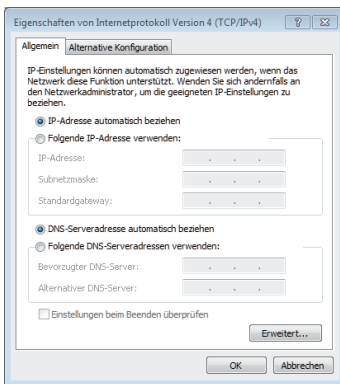 Eigenschaften von Internetprotokoll Version 4 (TCP/IPv4)
Allgemein Alternative Konfiguration
IP-Einstellungen können automatisch zugewiesen werden, wenn das
Netzwerk diese Funktion unterstützt. Wenden Sie sich andernfalls an
den Netzwerkadministrator, um die geeigneten IP-Einstellungen zu
beziehen.
IP-Adresse automatisch beziehen
Folgende IP-Adresse verwenden:
IP-Adresse: . . .
Subnetzmaske: . . .
Standardgateway: . . .
DNS-Serveradresse automatisch beziehen
Folgende DNS-Serveradressen verwenden:
Bevorzugter DNS-Server: . . .
Alternativer DNS-Server: . . .
Einstellungen beim Beenden überprüfen
Erweitert...
OK Abbrechen